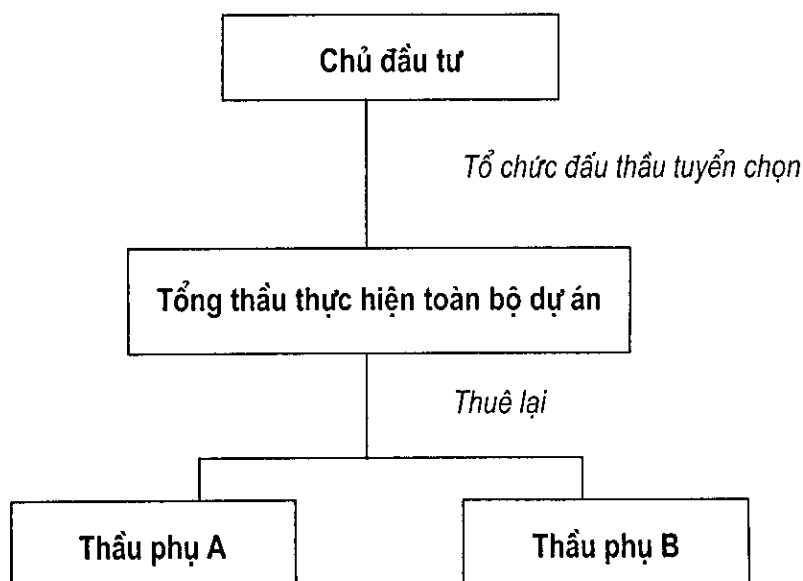 Chủ đầu tư
Tổ chức đấu thầu tuyển chọn
Tổng thầu thực hiện toàn bộ dự án
Thuê lại
Thầu phụ A
Thầu phụ B